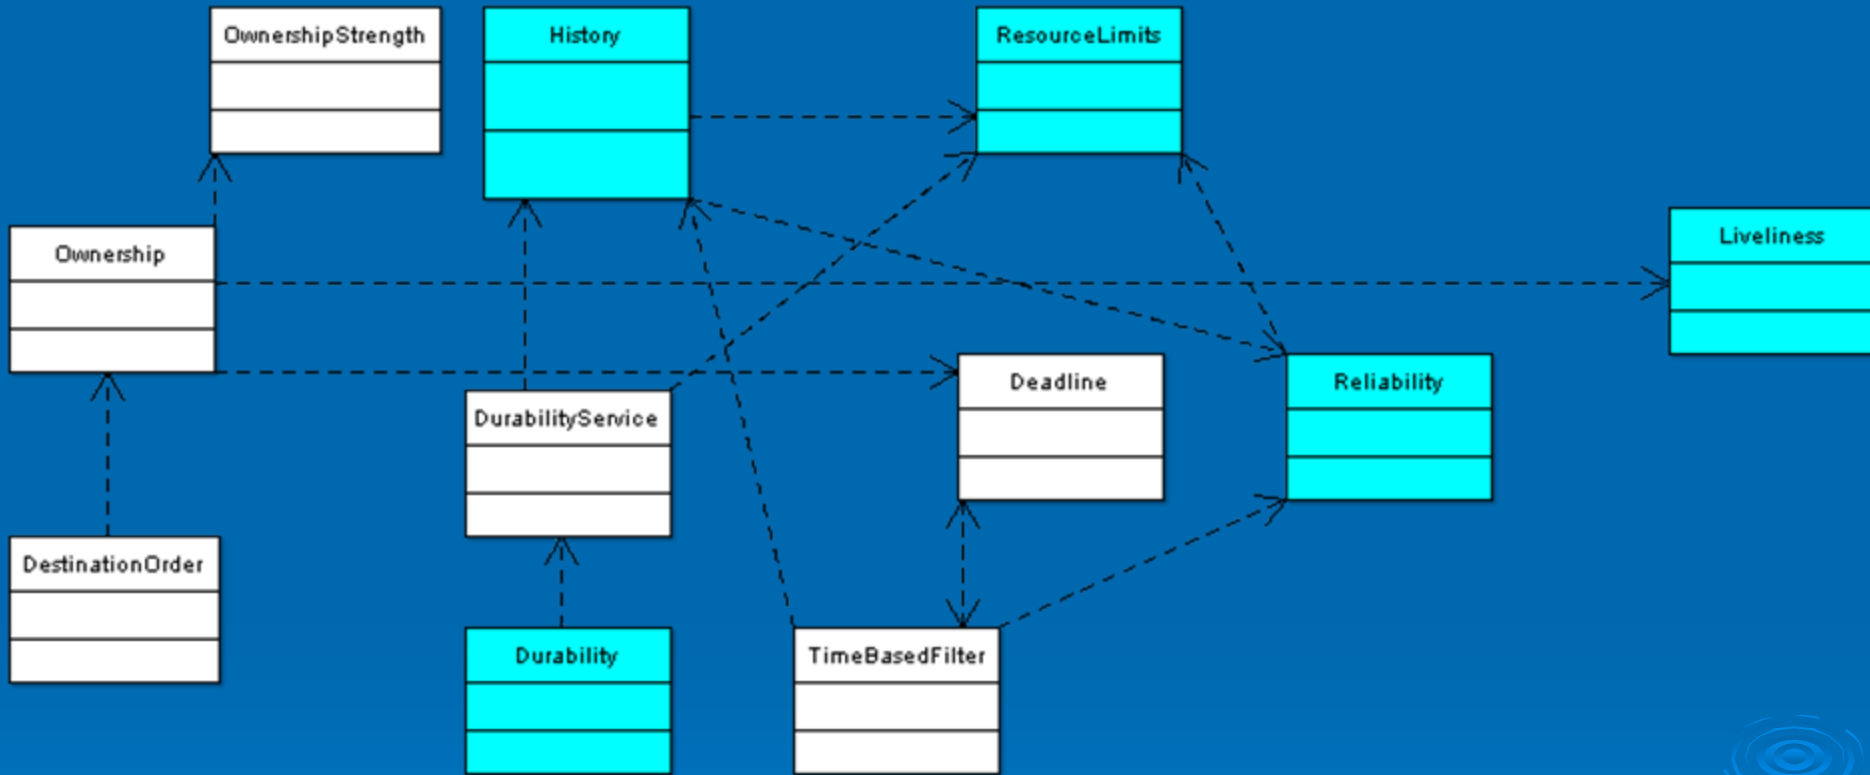 OwnershipStrength
History
ResourceLimits
Ownership
Liveliness
DurabilityService
Deadline
Reliability
DestinationOrder
Durability
TimeBasedFilter